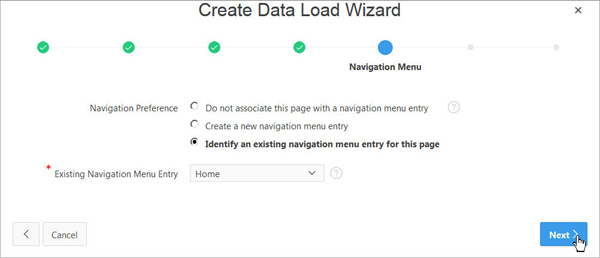 Create Data Load Wizard
Navigation Menu
Navigation Preference
Do not associate this page with a navigation menu entry
Create a new navigation menu entry
Identify an existing navigation menu entry for this page
* Existing Navigation Menu Entry
Home
Cancel
Next